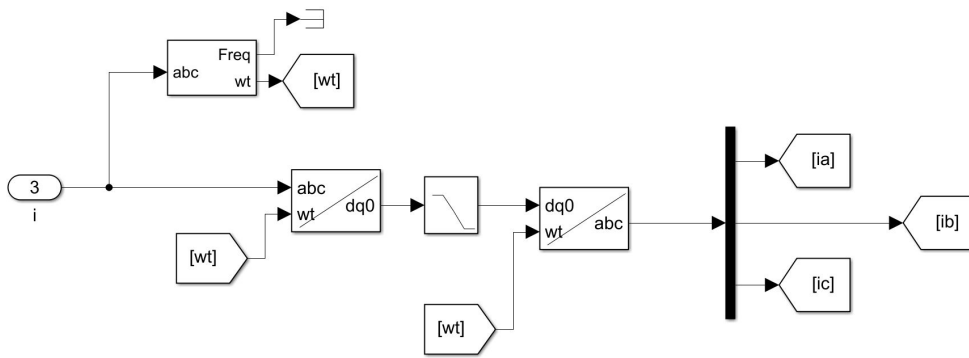 Freq
abc
wt
[wt]
3
i
abc
wt
dq0
[wt]
dq0
wt
abc
[wt]
[ia]
[ib]
[ic]